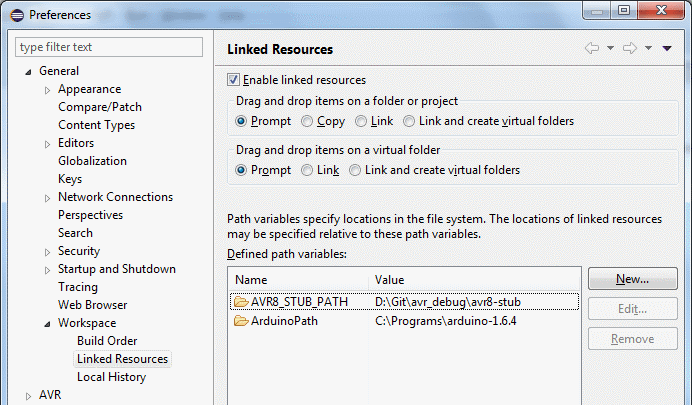 Preferences
type filter text
General
Appearance
Compare/Patch
Content Types
Editors
Globalization
Keys
Network Connections
Perspectives
Search
Security
Startup and Shutdown
Tracing
Web Browser
Workspace
Build Order
Linked Resources
Local History
AVR
Linked Resources
Enable linked resources
Drag and drop items on a folder or project
Prompt Copy Link Link and create virtual folders
Drag and drop items on a virtual folder
Prompt Link Link and create virtual folders
Path variables specify locations in the file system. The locations of linked resources
may be specified relative to these path variables.
Defined path variables:
Name Value
AVR8_STUB_PATH D:\Git\avr_debug\avr8-stub
ArduinoPath C:\Programs\arduino-1.6.4
New...
Edit...
Remove